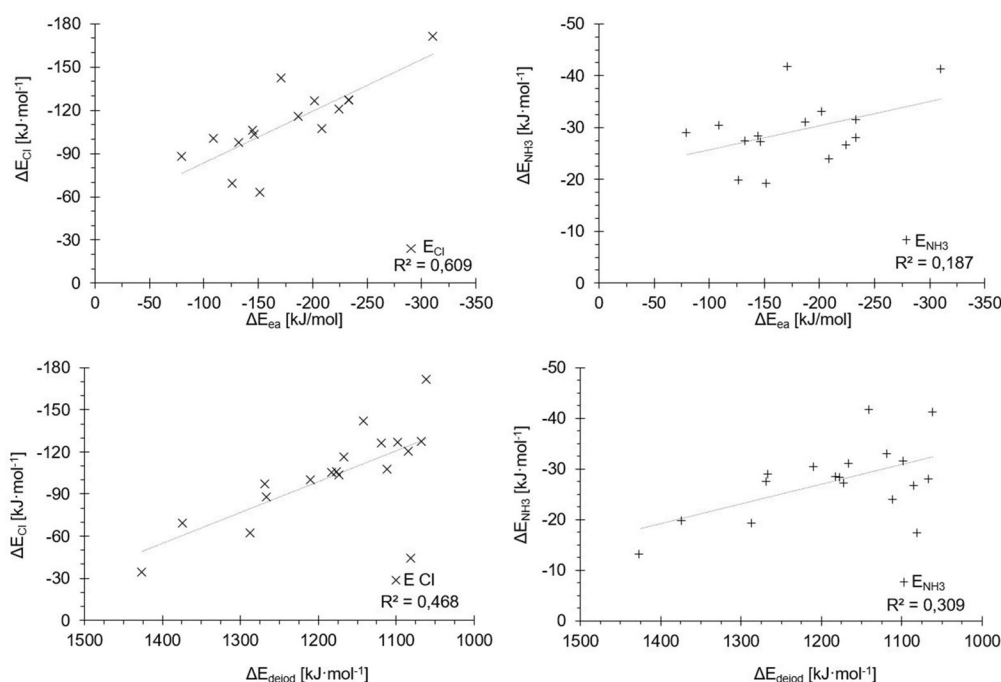 -180
-150
-120
-90
-60
-30
0
ΔE_Cl [kJ·mol⁻¹]
0 -50 -100 -150 -200 -250 -300 -350
ΔE_ea [kJ/mol]
E_Cl
R² = 0,609
-50
-40
-30
-20
-10
0
ΔE_NH3 [kJ·mol⁻¹]
0 -50 -100 -150 -200 -250 -300 -350
ΔE_ea [kJ/mol]
E_NH3
R² = 0,187
-180
-150
-120
-90
-60
-30
0
ΔE_Cl [kJ·mol⁻¹]
1500 1400 1300 1200 1100 1000
ΔE_deiod [kJ·mol⁻¹]
E Cl
R² = 0,468
-50
-40
-30
-20
-10
0
ΔE_NH3 [kJ·mol⁻¹]
1500 1400 1300 1200 1100 1000
ΔE_deiod [kJ·mol⁻¹]
E_NH3
R² = 0,309